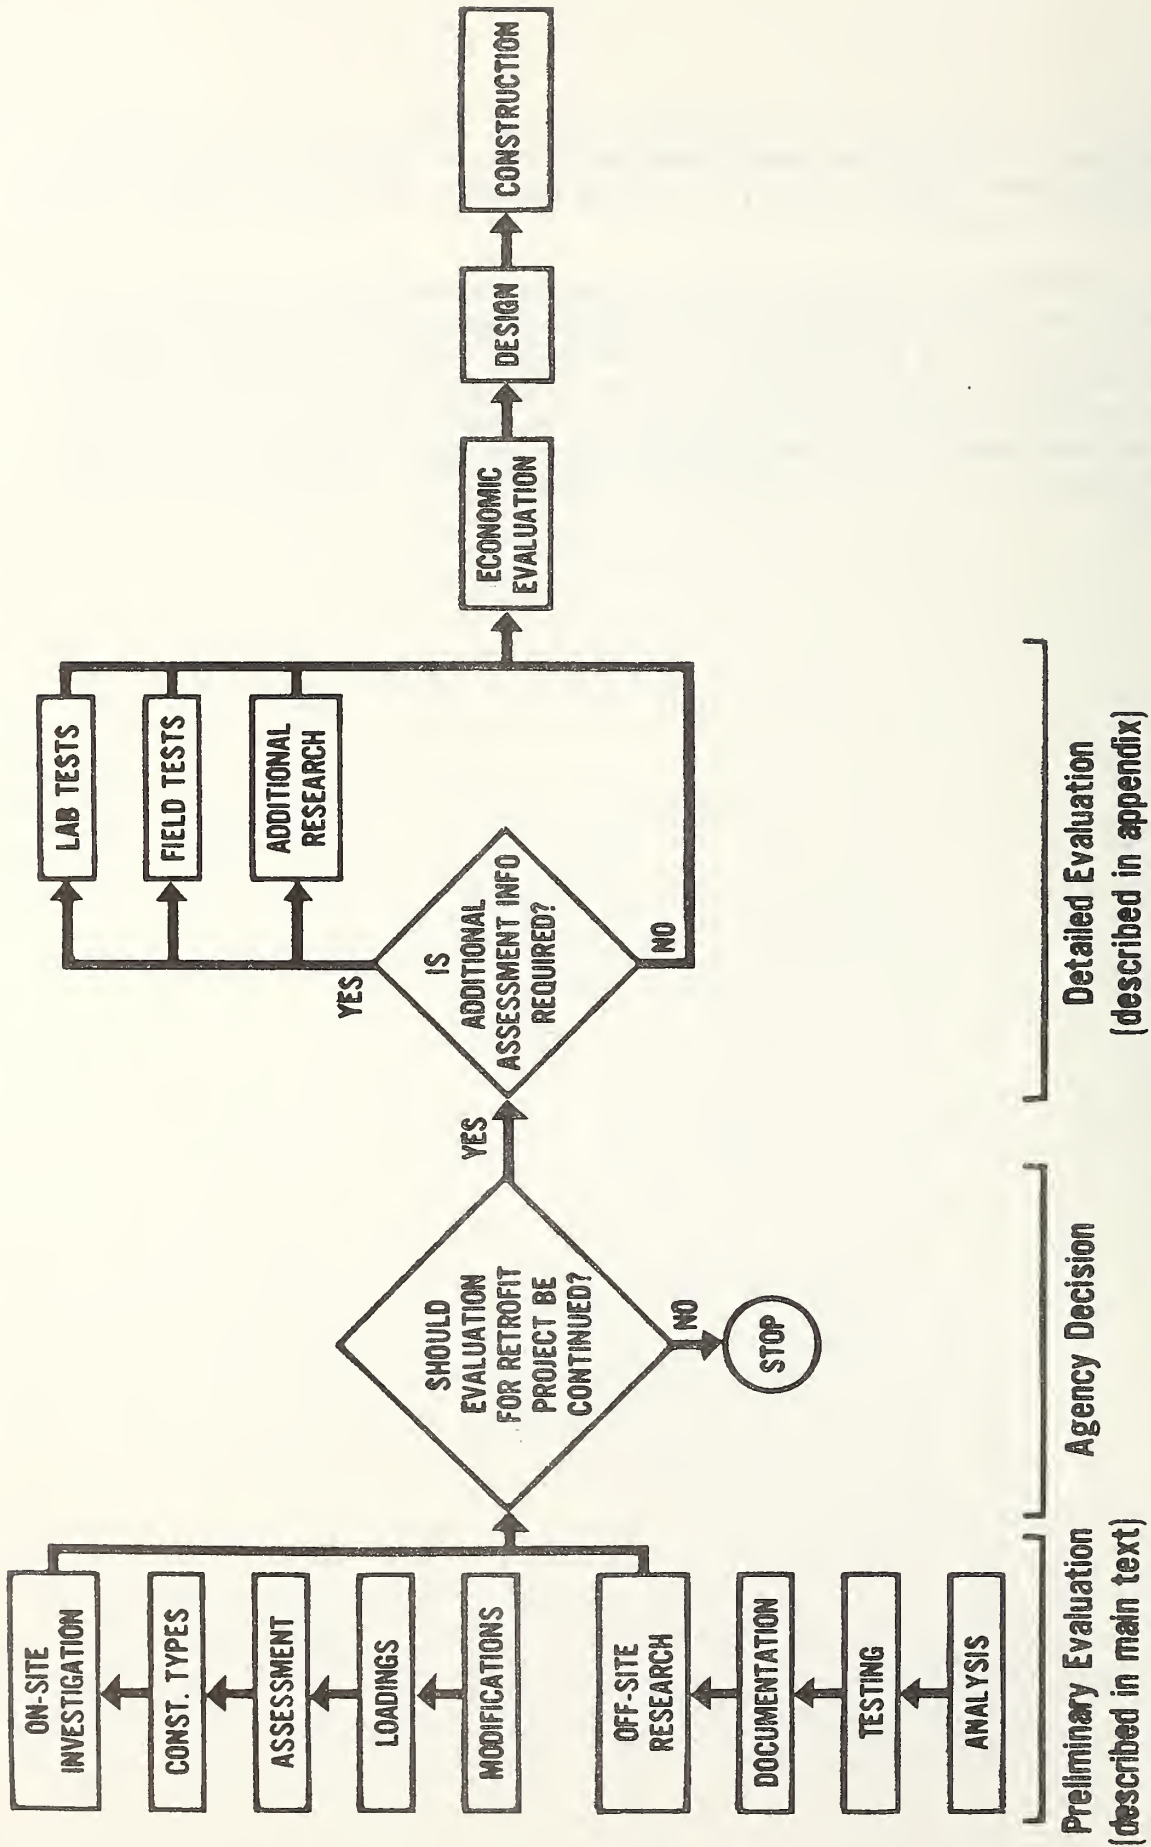 ON-SITE
INVESTIGATION
CONST. TYPES
ASSESSMENT
LOADINGS
MODIFICATIONS
OFF-SITE
RESEARCH
DOCUMENTATION
TESTING
ANALYSIS
Preliminary Evaluation
(described in main text)
SHOULD
EVALUATION
FOR RETROFIT
PROJECT BE
CONTINUED?
YES
NO
STOP
Agency Decision
IS
ADDITIONAL
ASSESSMENT INFO
REQUIRED?
YES
NO
LAB TESTS
FIELD TESTS
ADDITIONAL
RESEARCH
Detailed Evaluation
(described in appendix)
ECONOMIC
EVALUATION
DESIGN
CONSTRUCTION